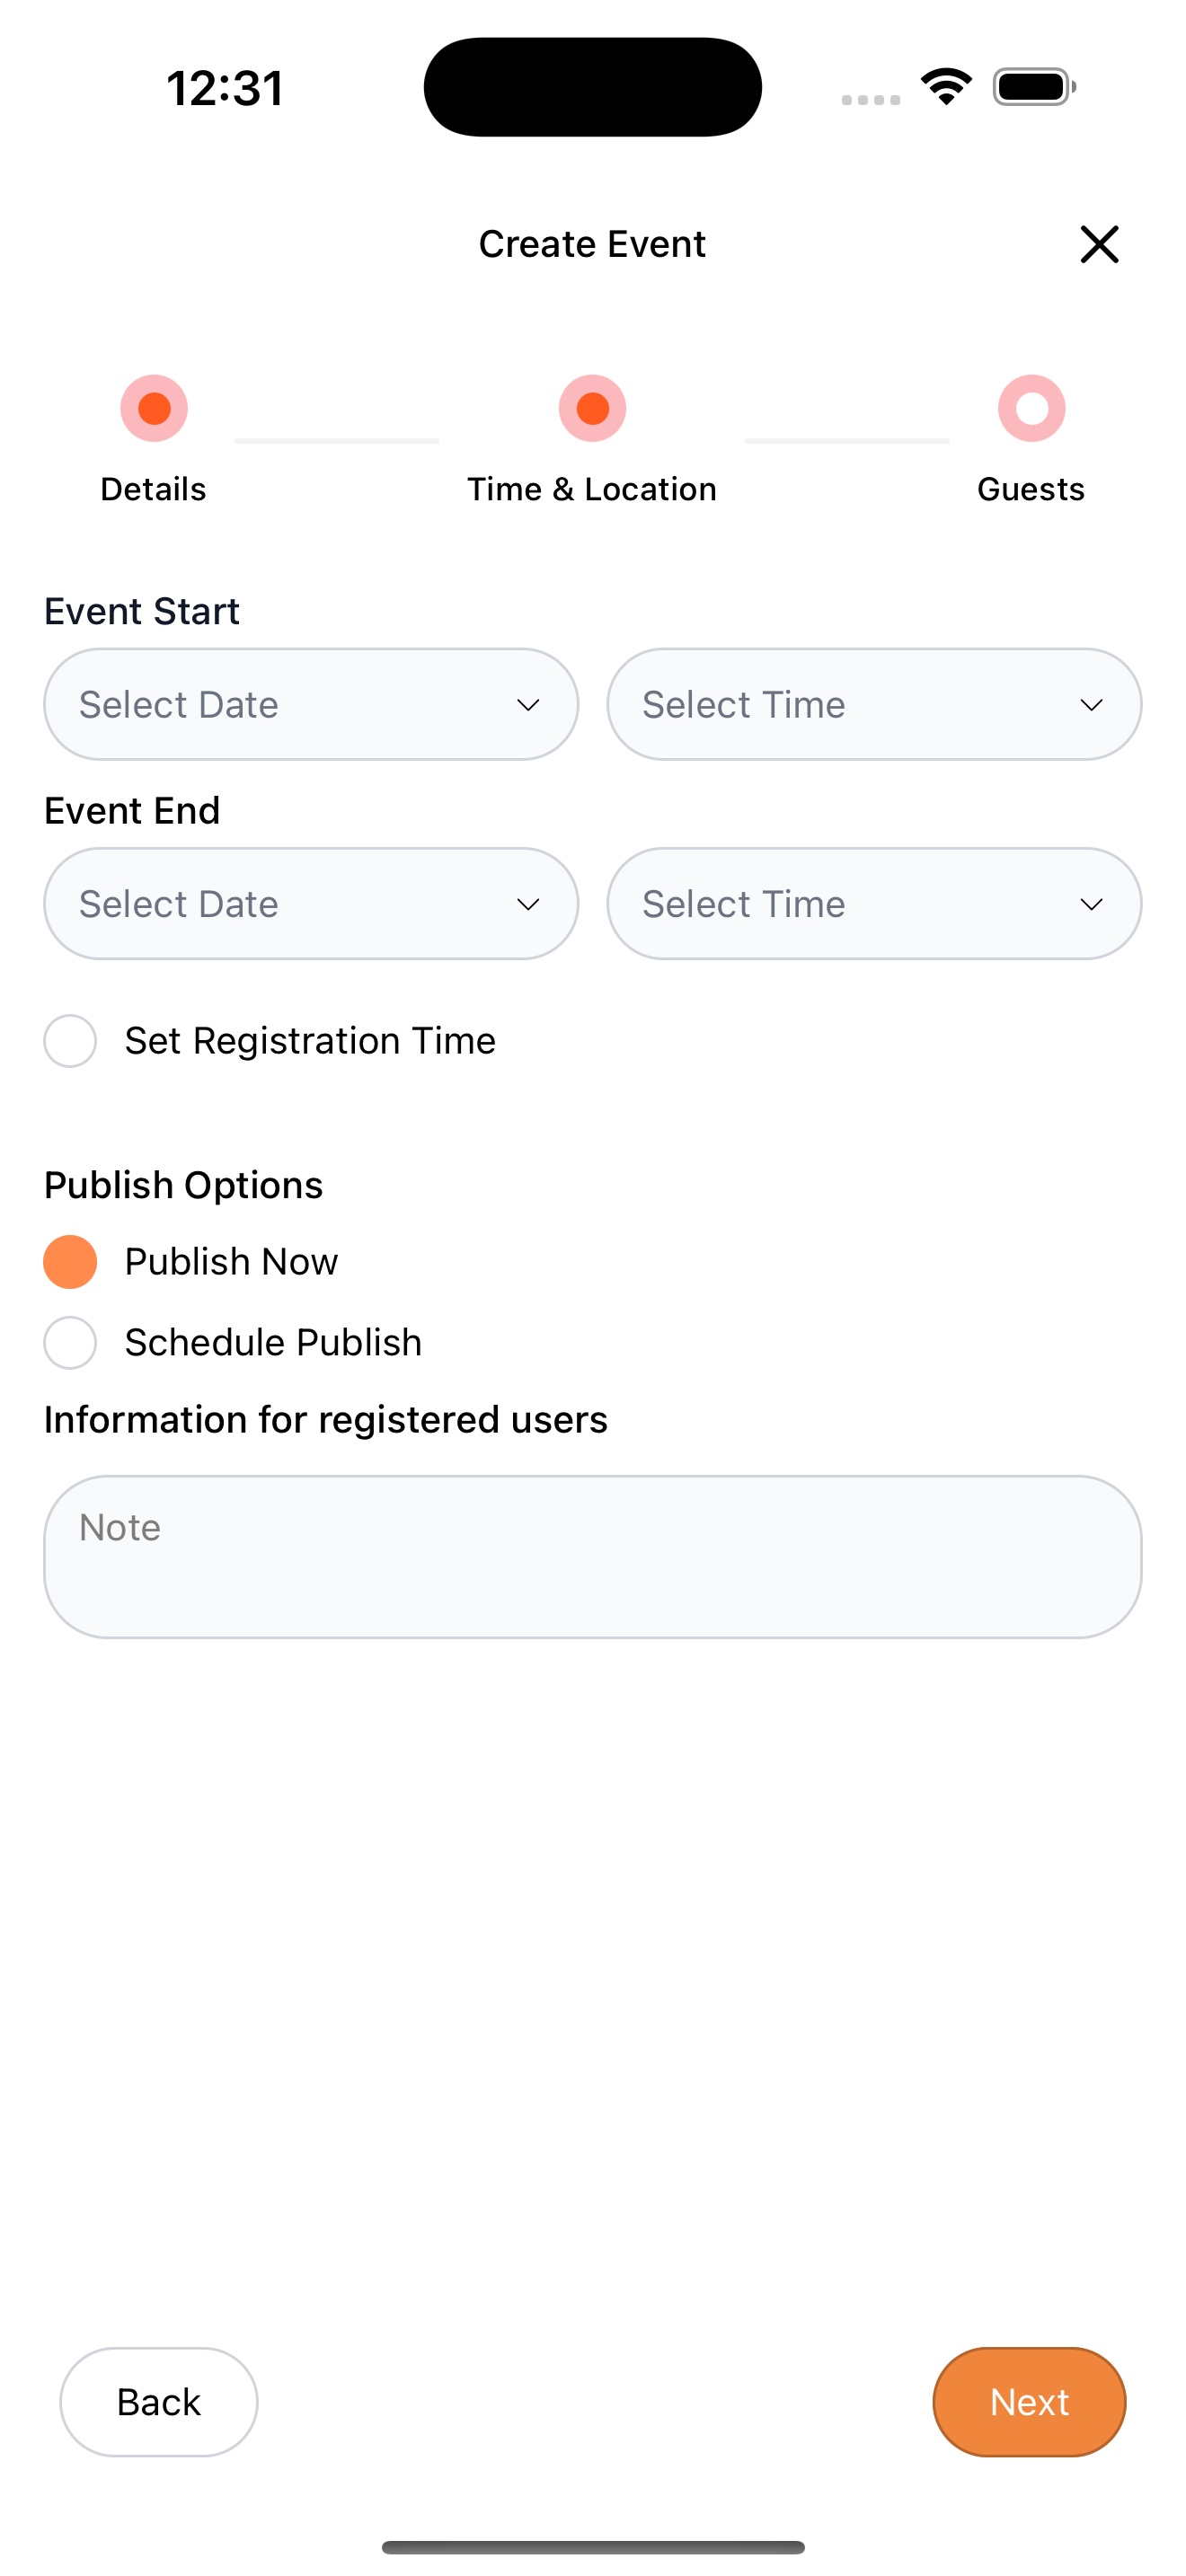 12:31
Create Event
Details
Time & Location
Guests
Event Start
Select Date
Select Time
Event End
Select Date
Select Time
Set Registration Time
Publish Options
Publish Now
Schedule Publish
Information for registered users
Note
Back
Next